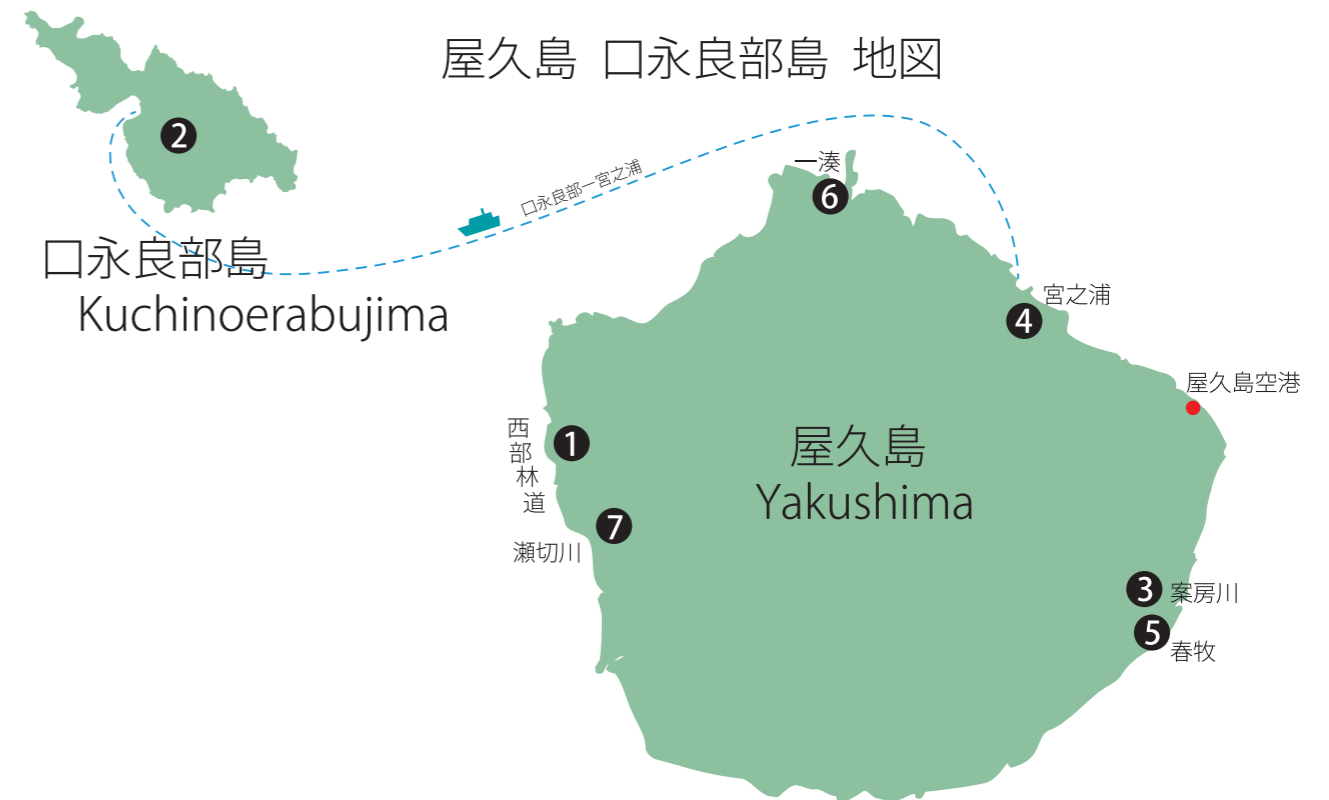 屋久島 口永良部島 地図
2
口永良部ー宮之浦
一湊
6
口永良部島
Kuchinoerabujima
宮之浦
4
屋久島空港
西部林道
1
屋久島
Yakushima
7
瀬切川
3
案房川
5
春牧